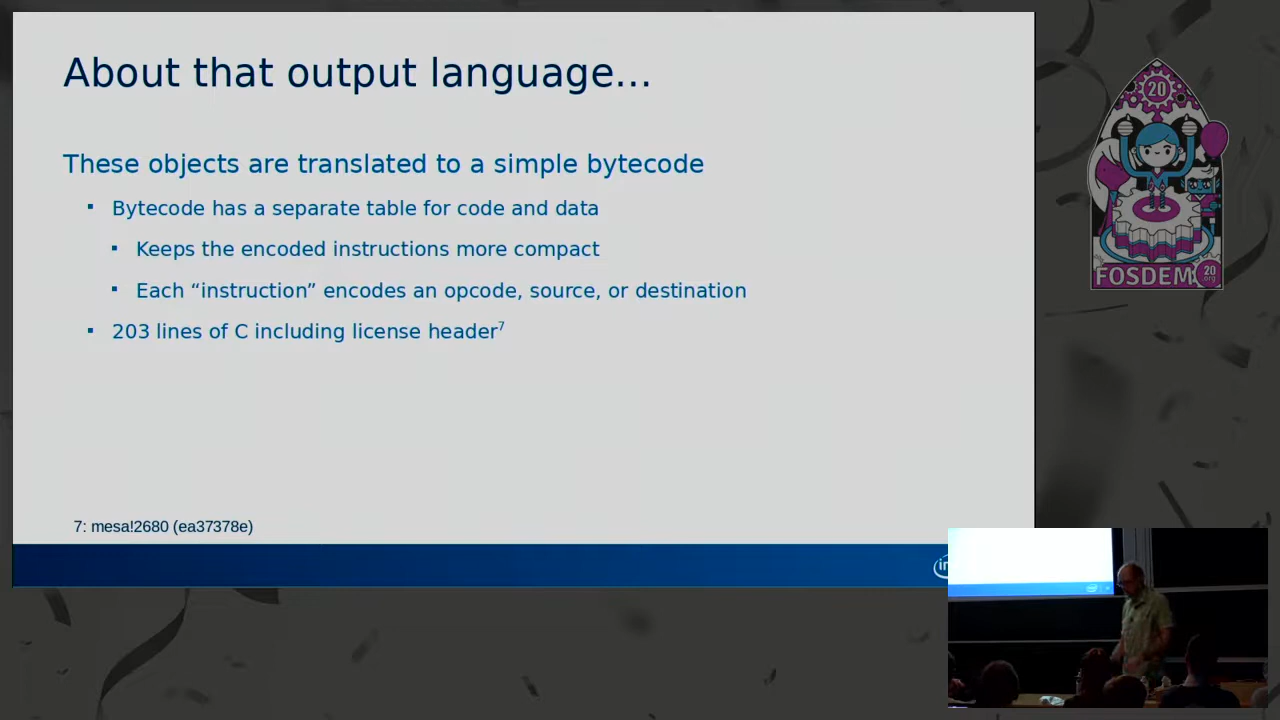 About that output language...
These objects are translated to a simple bytecode
Bytecode has a separate table for code and data
Keeps the encoded instructions more compact
Each “instruction” encodes an opcode, source, or destination
203 lines of C including license header7
7: mesa!2680 (ea37378e)
20
FOSDEM
20
org